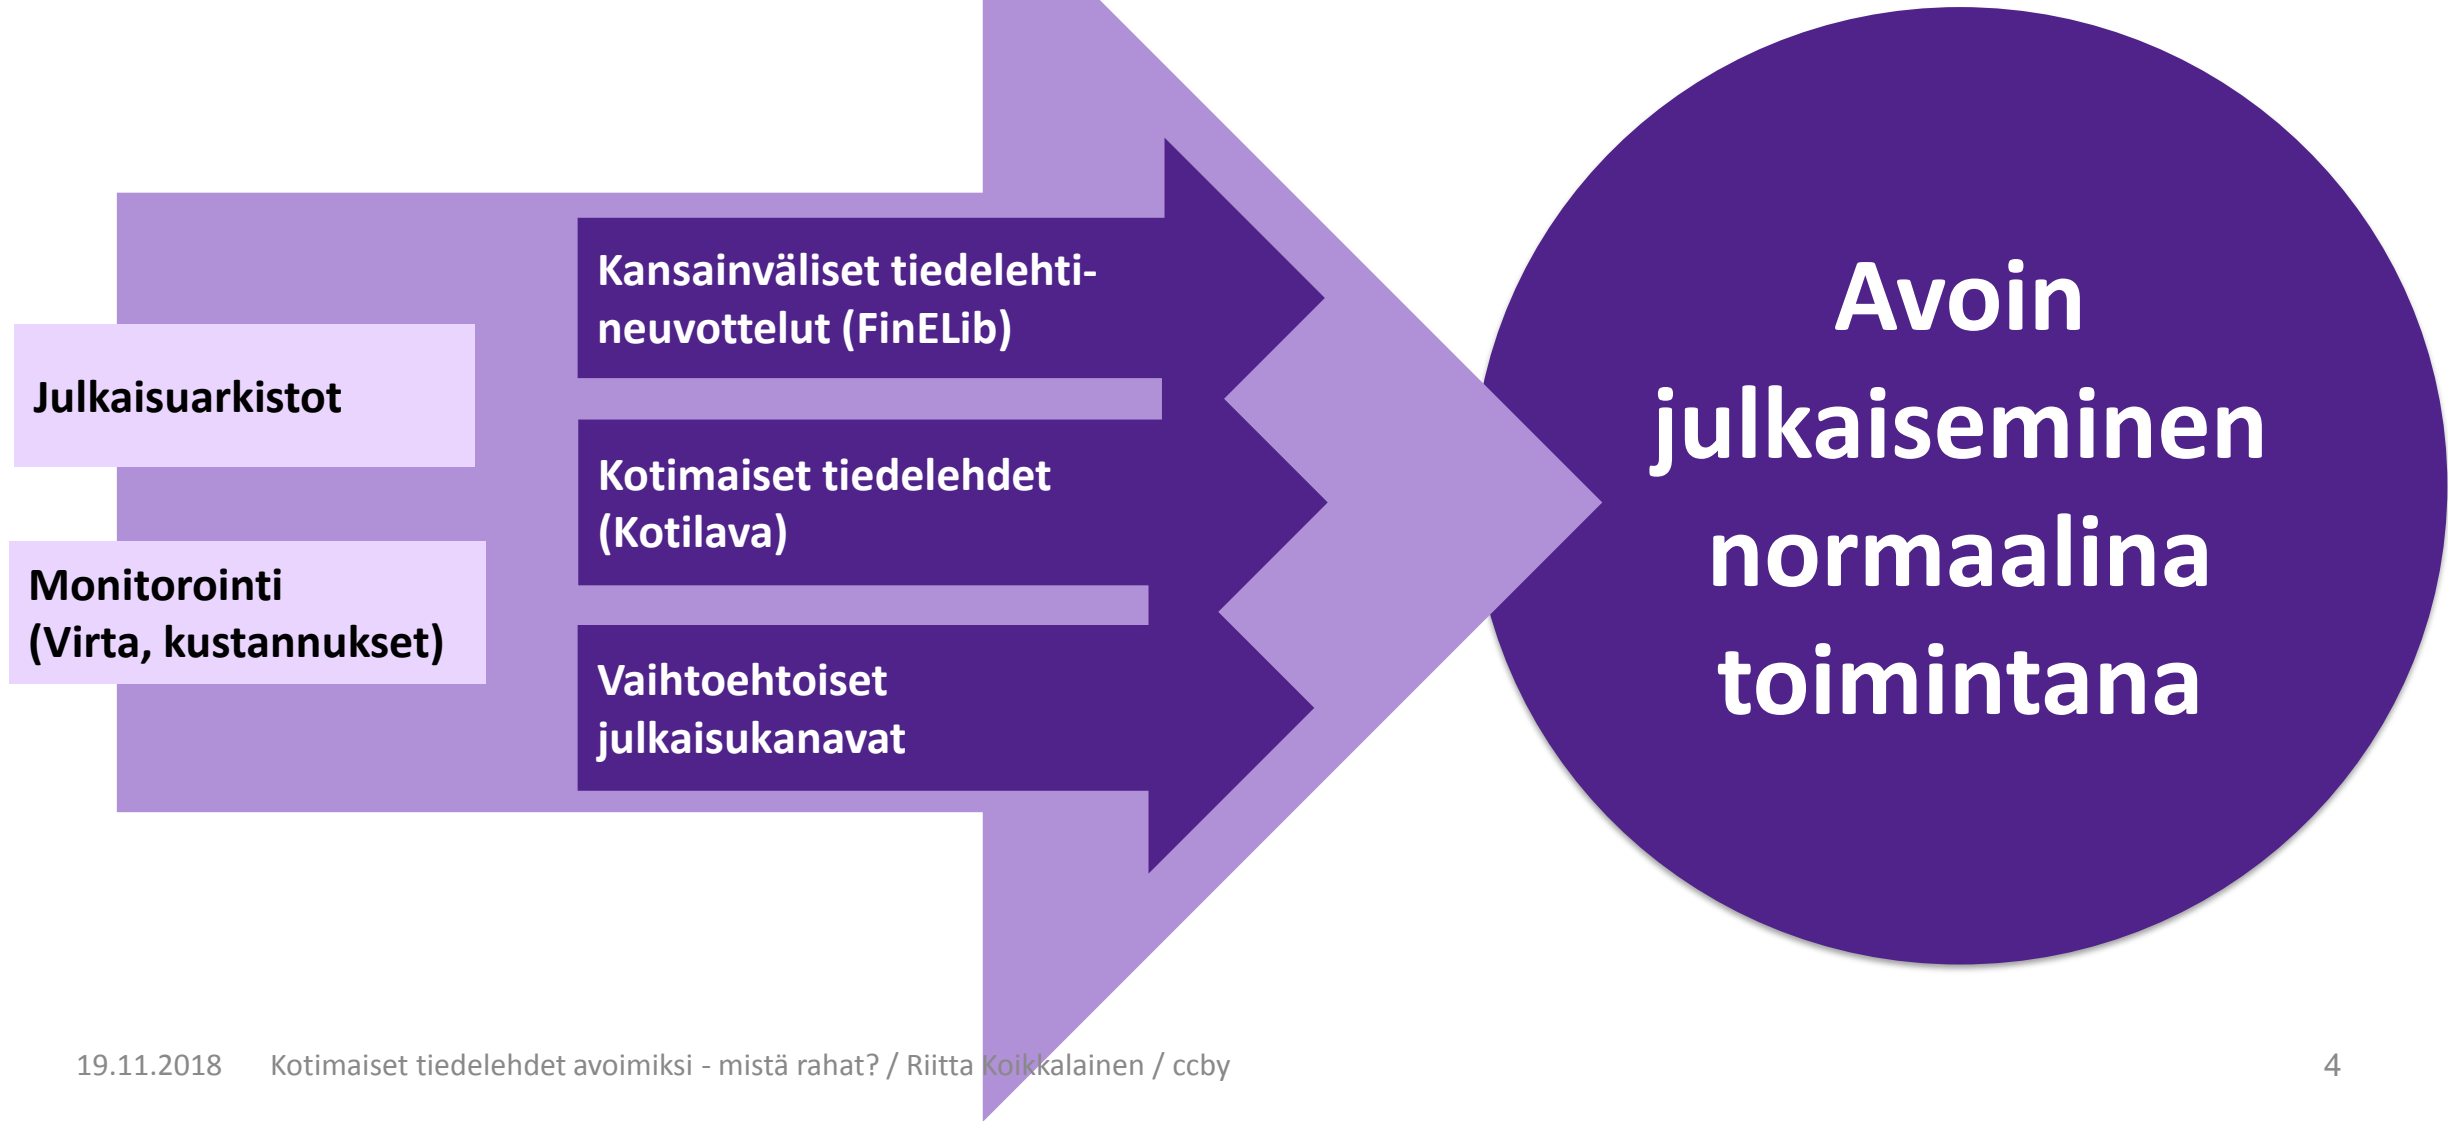 Julkaisuarkistot
Monitorointi
(Virta, kustannukset)
Kansainväliset tiedelehti-
neuvottelut (FinELib)
Kotimaiset tiedelehdet
(Kotilava)
Vaihtoehtoiset
julkaisukanavat
Avoin
julkaiseminen
normaalina
toimintana
19.11.2018 Kotimaiset tiedelehdet avoimiksi - mistä rahat? / Riitta Koikkalainen / ccby 4